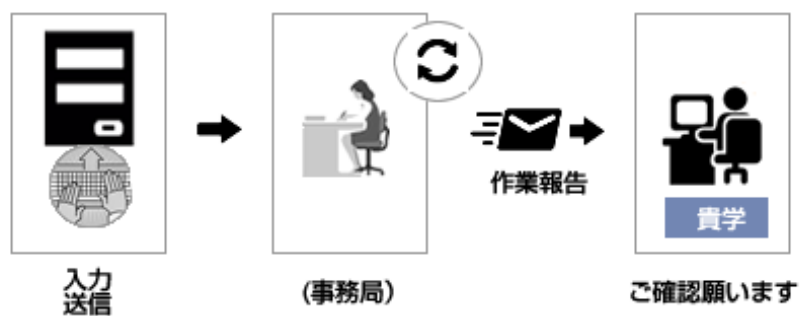 作業報告
貴学
入力
送信
(事務局）
ご確認願います